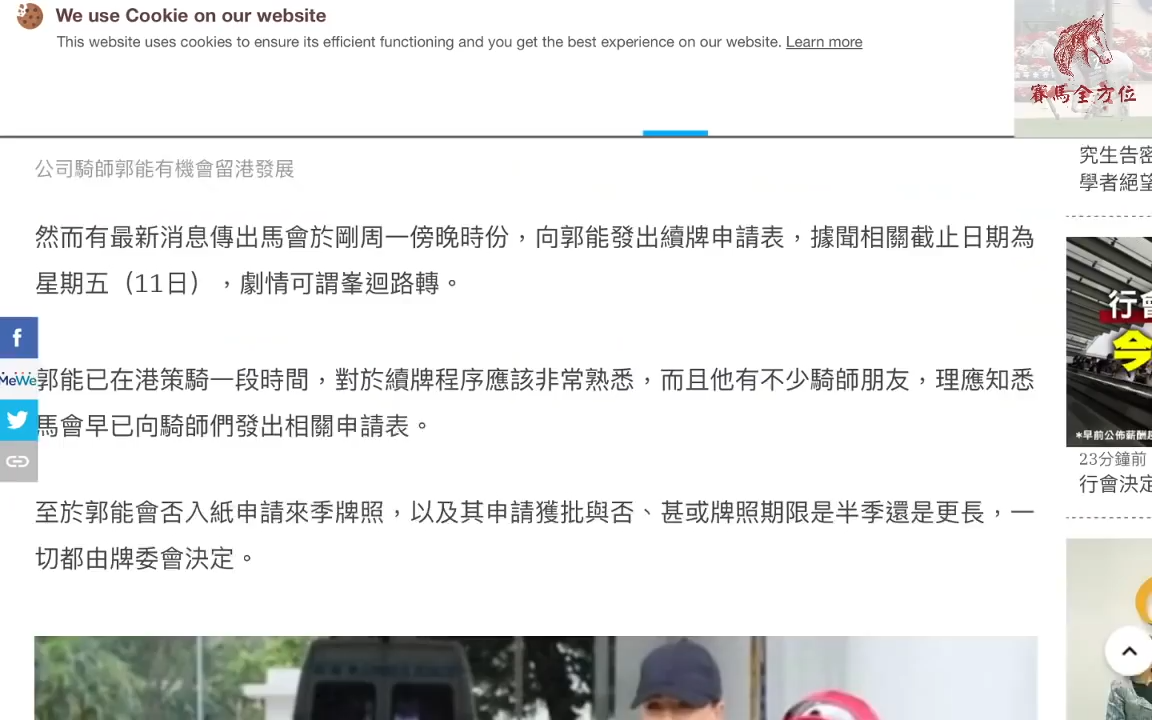 We use Cookie on our website
This website uses cookies to ensure its efficient functioning and you get the best experience on our website. Learn more
2
賽馬全方位
公司騎師郭能有機會留港發展
然而有最新消息傳出馬會於剛周一傍晚時份，向郭能發出續牌申請表，據聞相關截止日期為
星期五（11日），劇情可謂峯迴路轉。
郭能已在港策騎一段時間，對於續牌程序應該非常熟悉，而且他有不少騎師朋友，理應知悉
馬會早已向騎師們發出相關申請表。
至於郭能會否入紙申請來季牌照，以及其申請獲批與否、甚或牌照期限是半季還是更長，一
切都由牌委會決定。
f
MeWe
究生告密
學者絕望
行會
今
*早前公佈薪酬
23分鐘前
行會決定